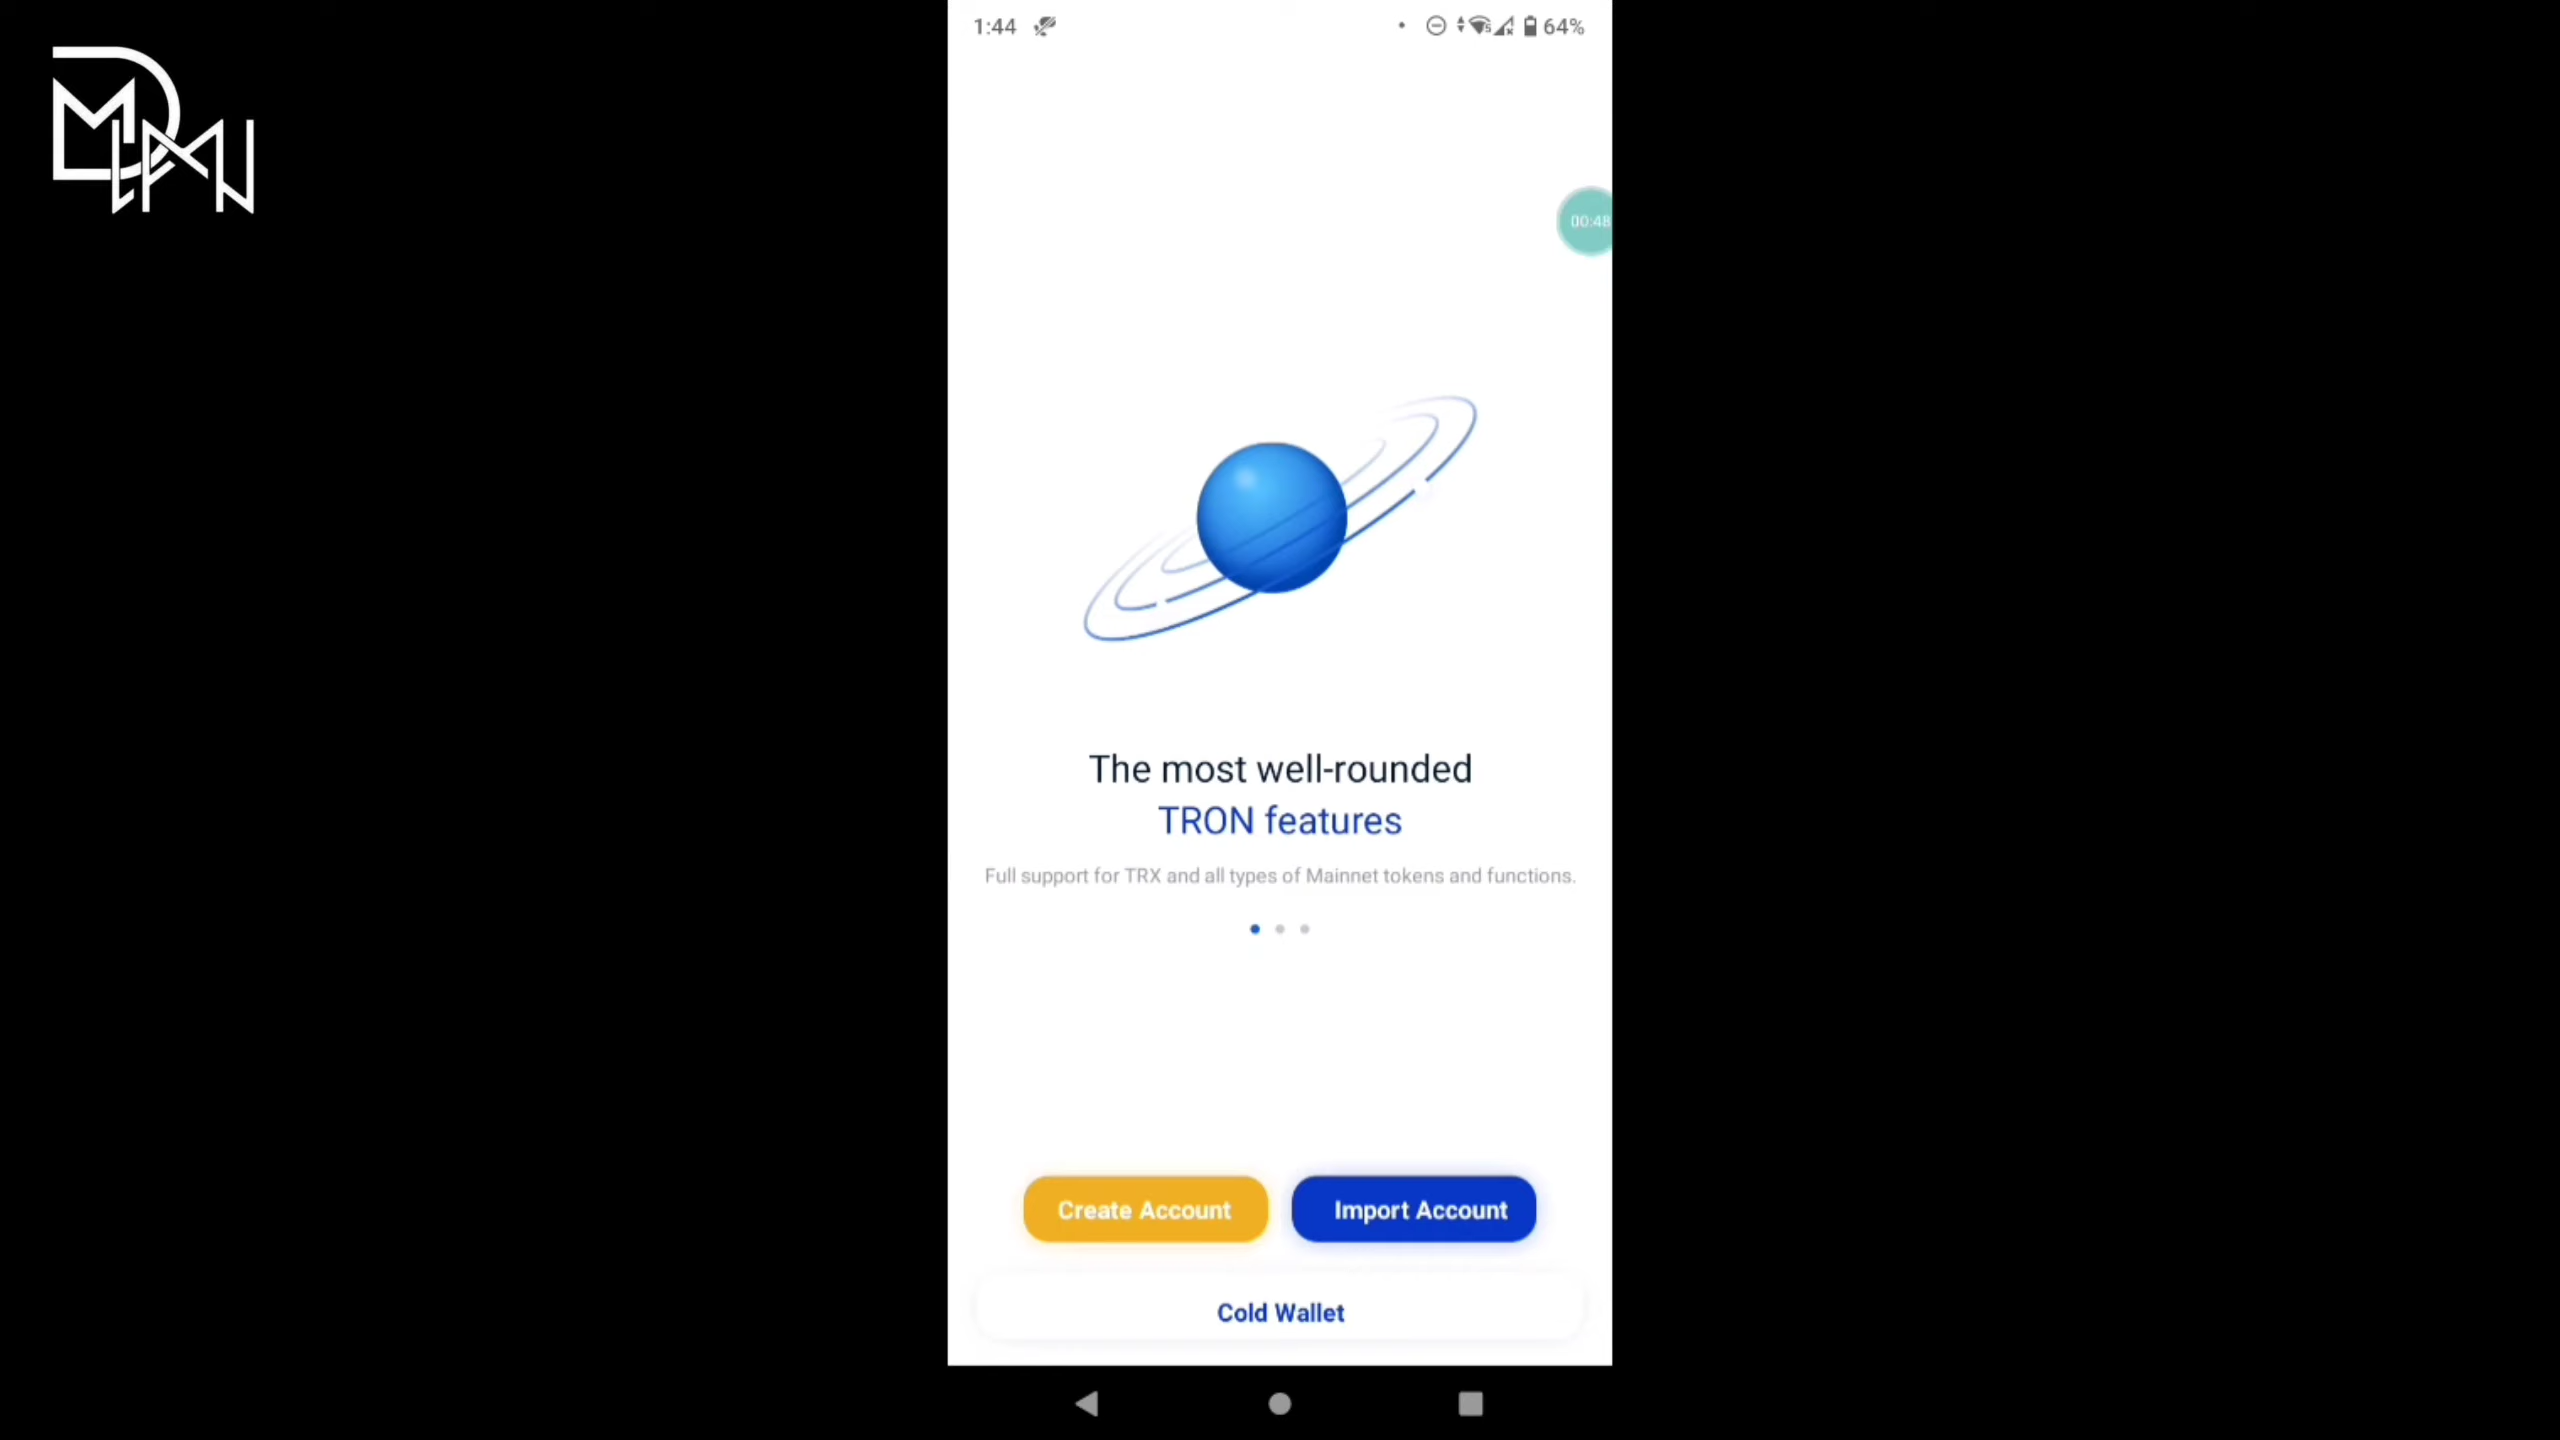 1:44
64%
00:48
The most well-rounded
TRON features
Full support for TRX and all types of Mainnet tokens and functions.
Create Account
Import Account
Cold Wallet